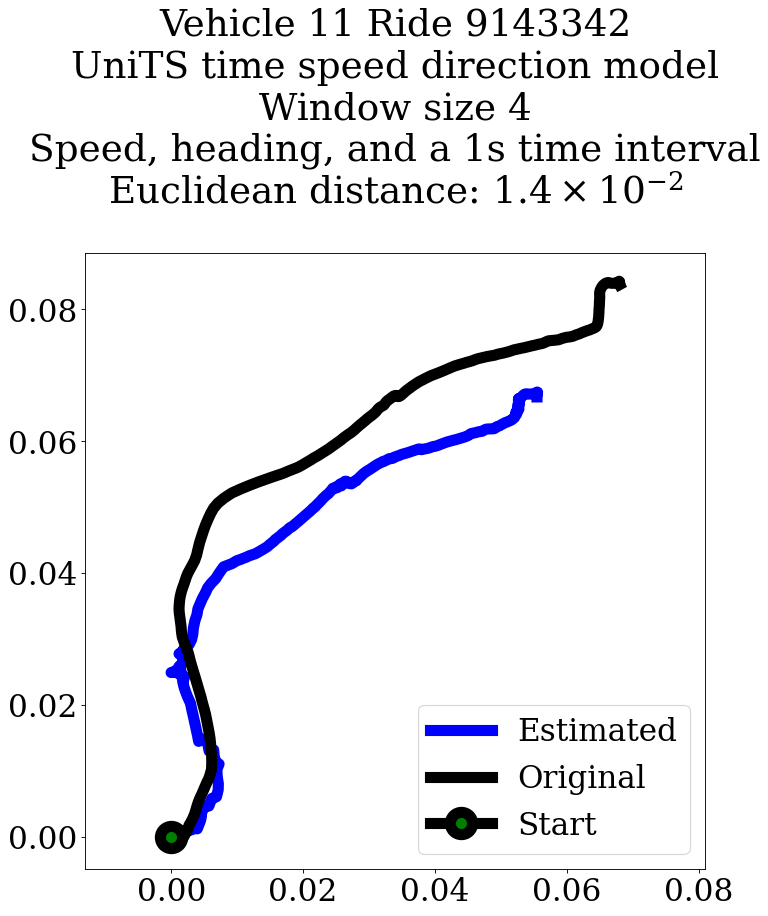 Vehicle 11 Ride 9143342
UniTS time speed direction model
Window size 4
Speed, heading, and a 1s time interval
Euclidean distance: 1.4 × 10⁻²
0.08
0.06
0.04
0.02
0.00
Estimated
Original
Start
0.00 0.02 0.04 0.06 0.08